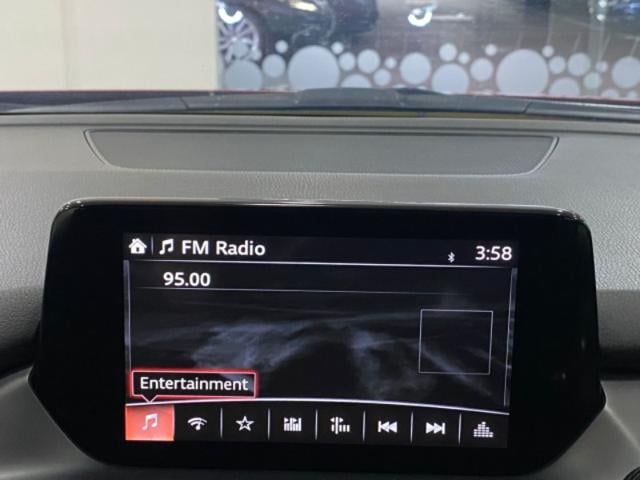 FM Radio 3:58
95.00
Entertainment